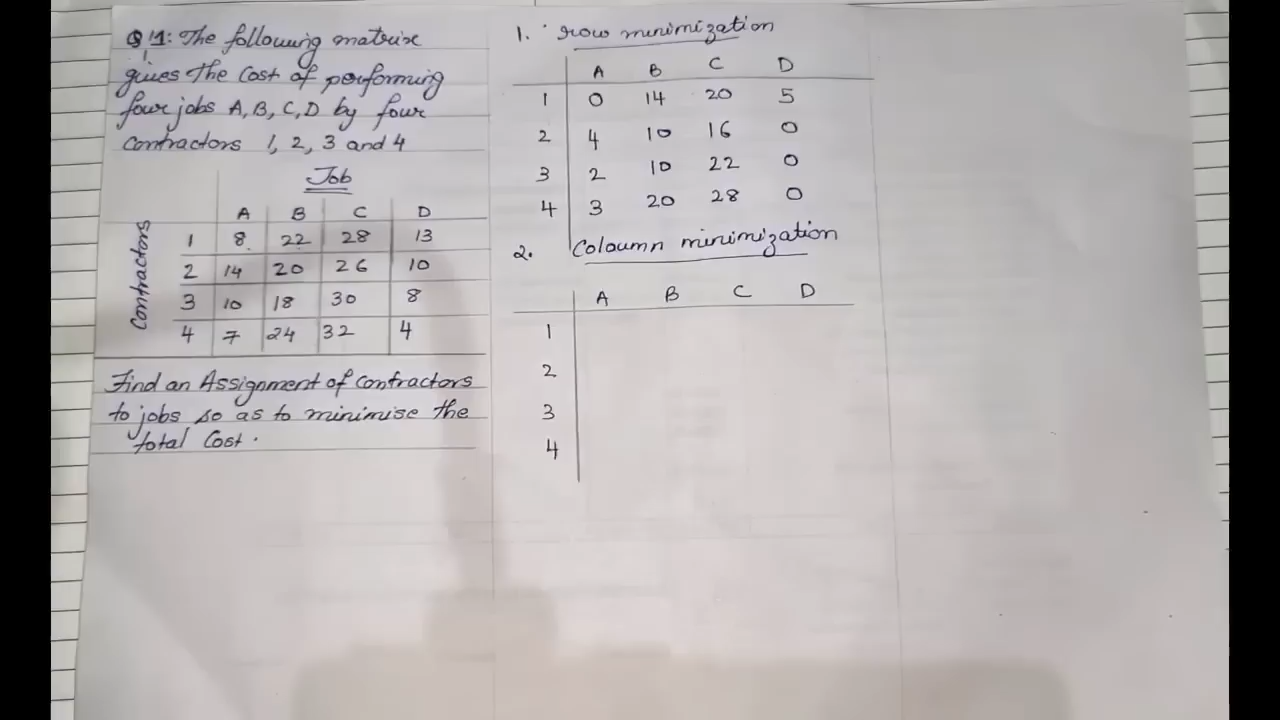 Q1: The following matrix
gives the cost of performing
four jobs A, B, C, D by four
contractors 1, 2, 3 and 4
Job
A B C D
Contractors
1 8 22 28 13
2 14 20 26 10
3 10 18 30 8
4 7 24 32 4
Find an Assignment of contractors
to jobs so as to minimise the
total cost.
1. row minimization
A B C D
1 0 14 20 5
2 4 10 16 0
3 2 10 22 0
4 3 20 28 0
2. Coloumn minimization
A B C D
1
2
3
4